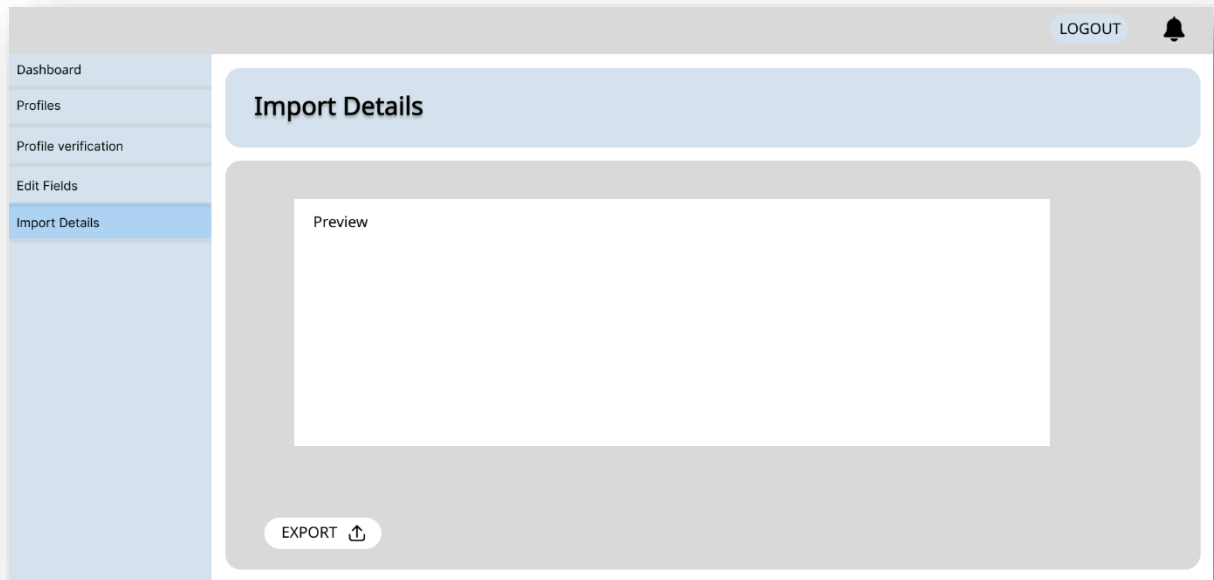 LOGOUT
Dashboard
Profiles
Profile verification
Edit Fields
Import Details
Import Details
Preview
EXPORT